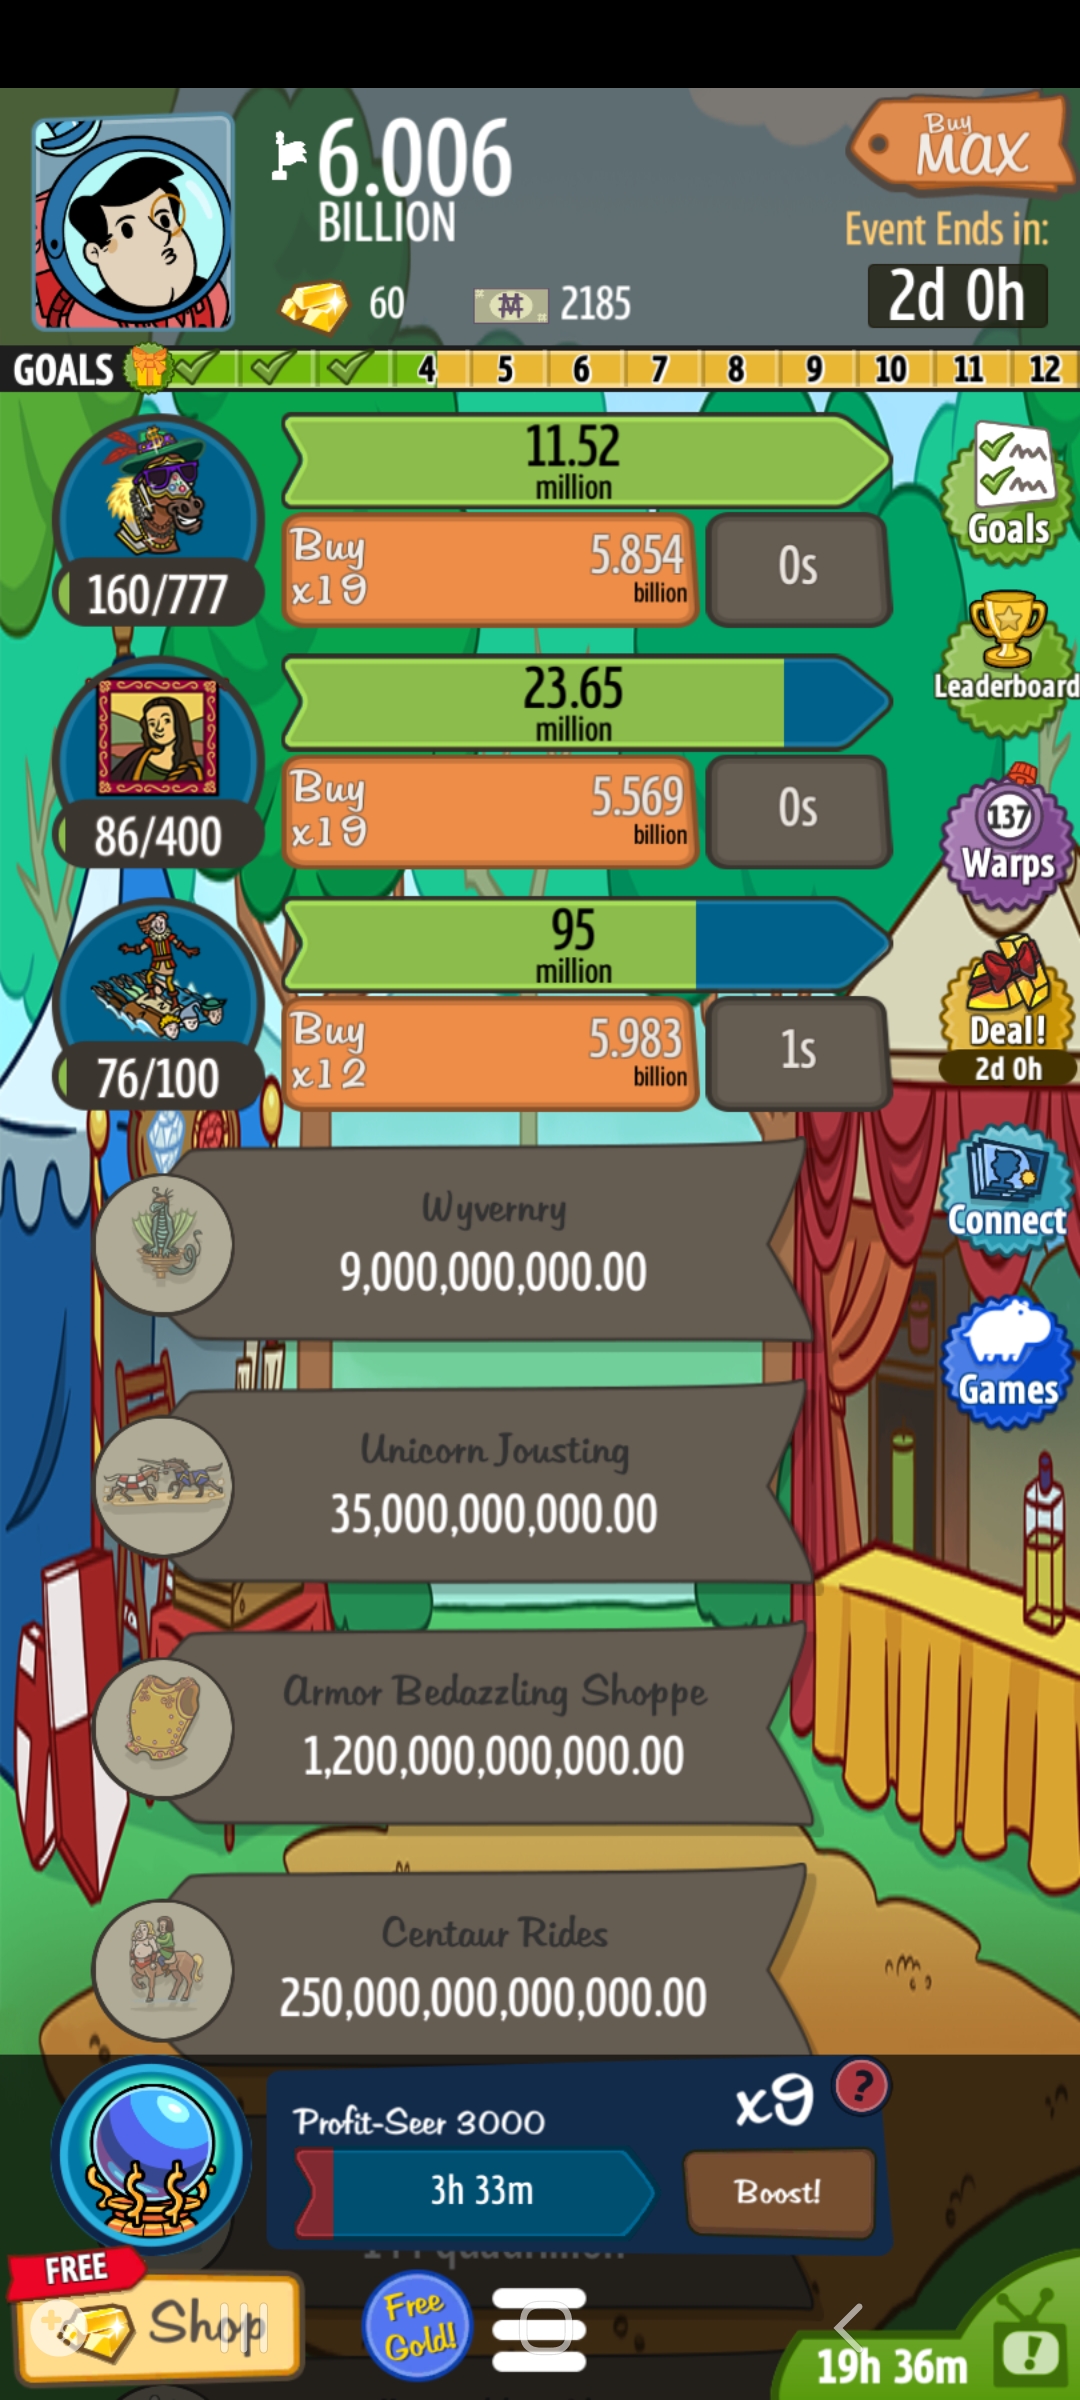 6.006
BILLION
Buy
MAX
Event Ends in:
2d 0h
60
2185
GOALS 4 5 6 7 8 9 10 11 12
11.52
million
Buy
x19
5.854
billion
0s
160/777
Goals
23.65
million
Buy
x19
5.569
billion
0s
86/400
Leaderboard
137
Warps
95
million
Buy
x12
5.983
billion
1s
76/100
Deal!
2d 0h
Wyvernry
9,000,000,000.00
Connect
Unicorn Jousting
35,000,000,000.00
Games
Armor Bedazzling Shoppe
1,200,000,000,000.00
Centaur Rides
250,000,000,000,000.00
Profit-Seer 3000
x9
?
3h 33m
Boost!
FREE
Shop
Free
Gold!
19h 36m
!